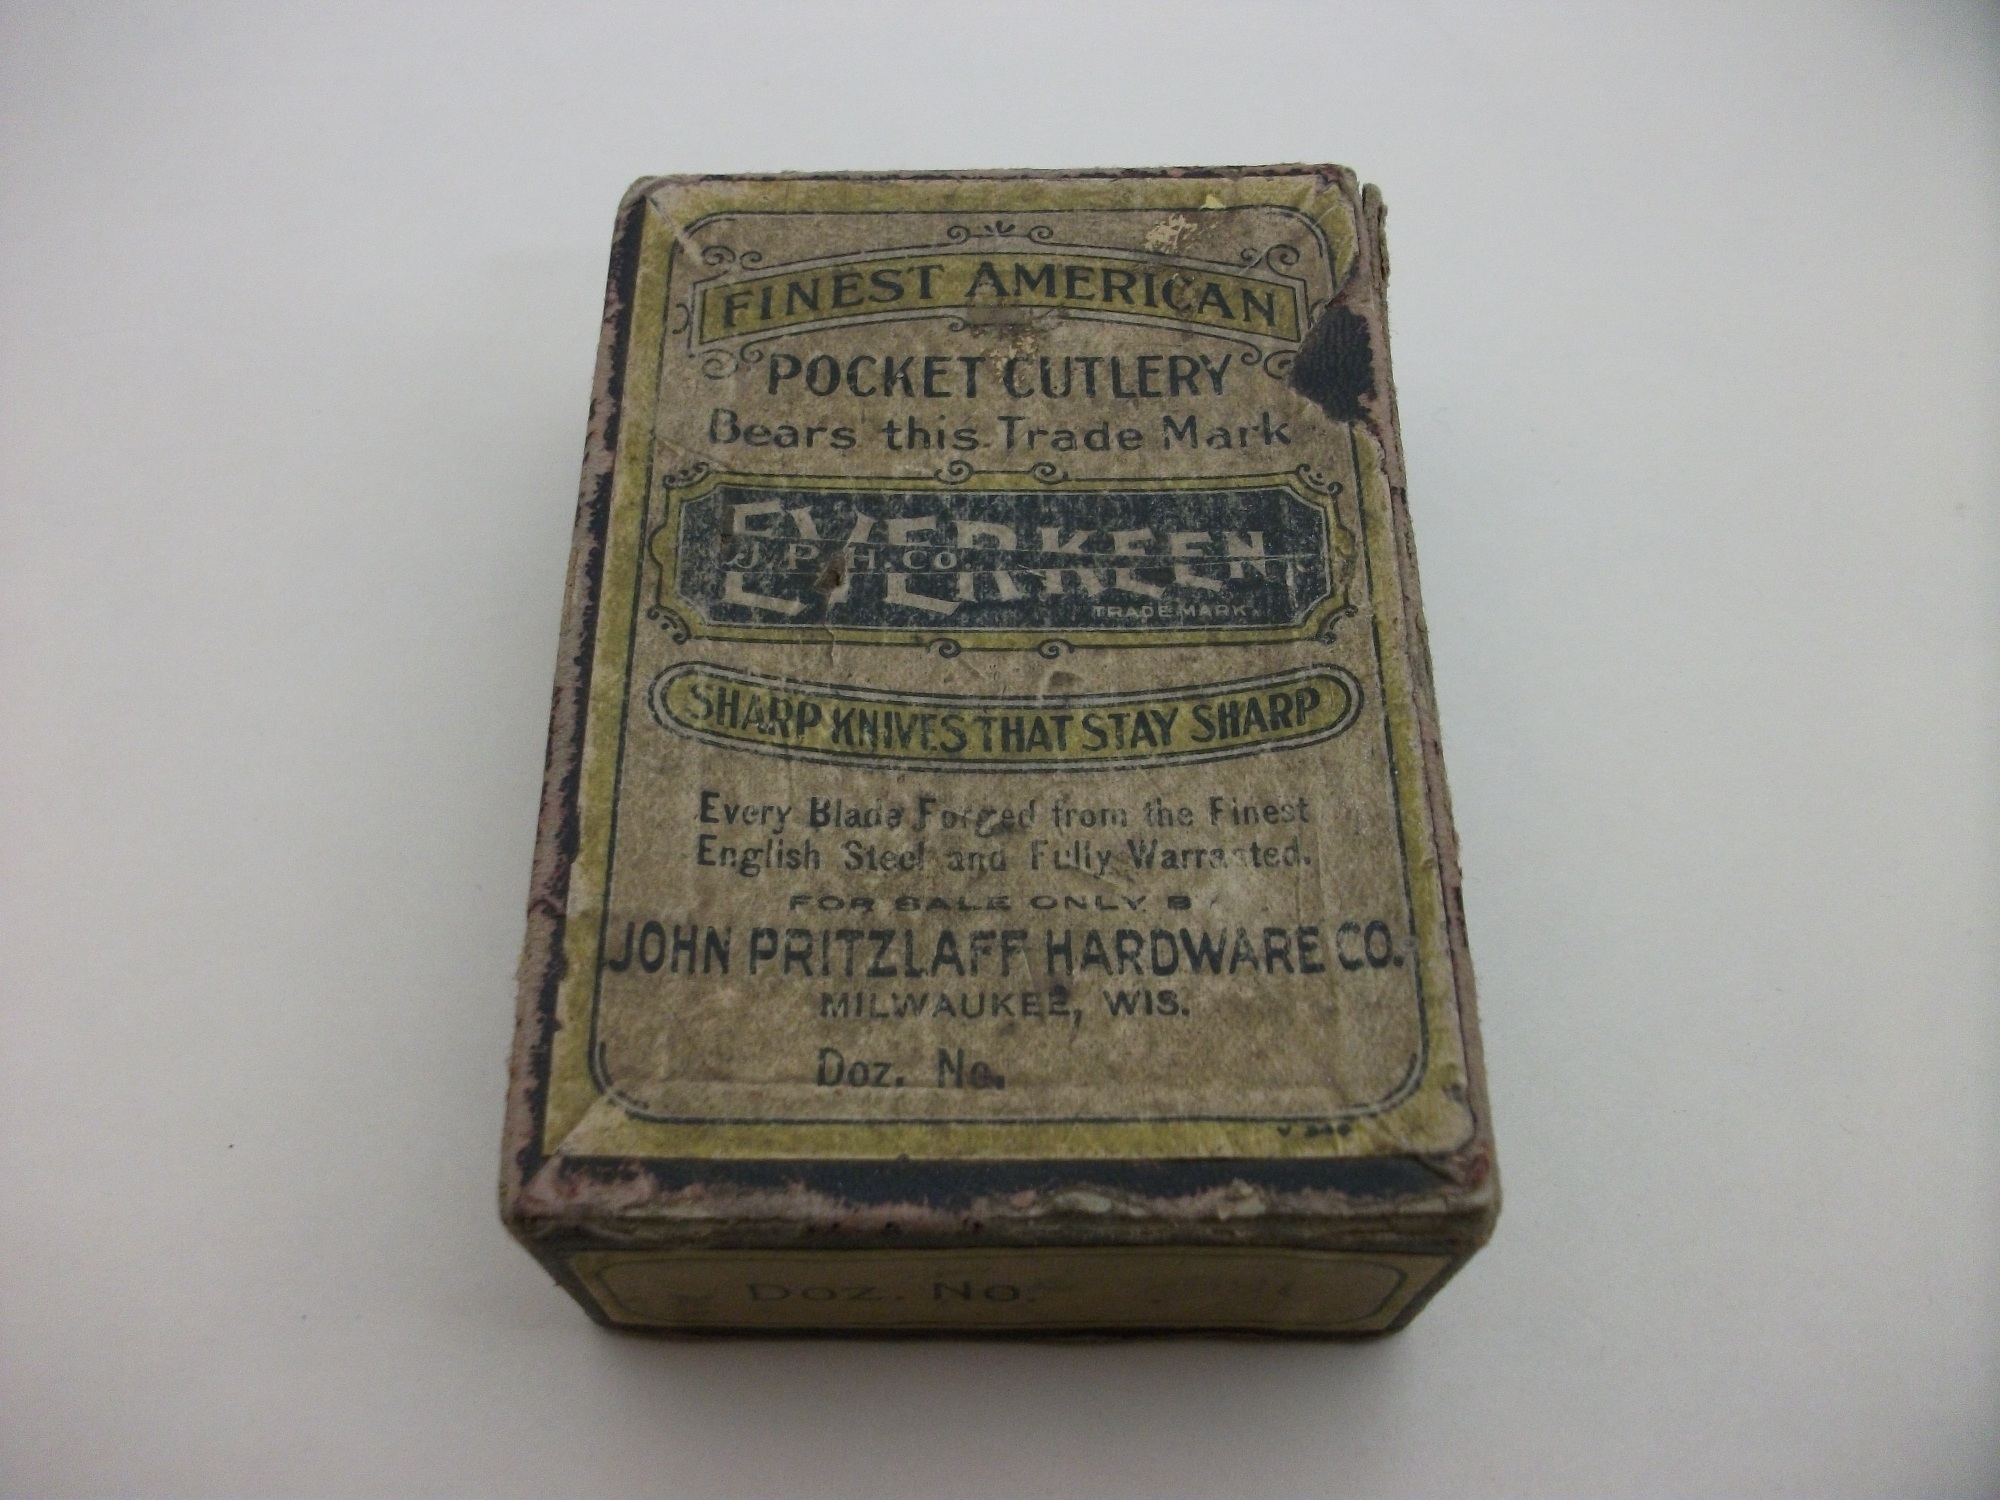 FINEST AMERICAN
POCKET CUTLERY
Bears this Trade Mark
EVERKEEN
J.P.H.CO.
TRADE MARK
SHARP KNIVES THAT STAY SHARP
Every Blade Forged from the Finest
English Steel and Fully Warranted.
FOR SALE ONLY B
JOHN PRITZLAFF HARDWARE CO.
MILWAUKEE, WIS.
Doz. No.
Doz. No.